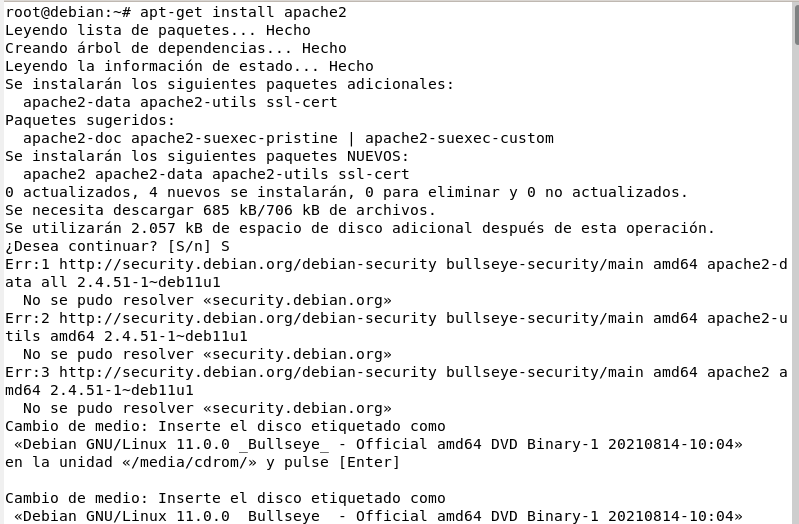 root@debian:~# apt-get install apache2
Leyendo lista de paquetes... Hecho
Creando árbol de dependencias... Hecho
Leyendo la información de estado... Hecho
Se instalarán los siguientes paquetes adicionales:
  apache2-data apache2-utils ssl-cert
Paquetes sugeridos:
  apache2-doc apache2-suexec-pristine | apache2-suexec-custom
Se instalarán los siguientes paquetes NUEVOS:
  apache2 apache2-data apache2-utils ssl-cert
0 actualizados, 4 nuevos se instalarán, 0 para eliminar y 0 no actualizados.
Se necesita descargar 685 kB/706 kB de archivos.
Se utilizarán 2.057 kB de espacio de disco adicional después de esta operación.
¿Desea continuar? [S/n] S
Err:1 http://security.debian.org/debian-security bullseye-security/main amd64 apache2-d
ata all 2.4.51-1~deb11u1
  No se pudo resolver «security.debian.org»
Err:2 http://security.debian.org/debian-security bullseye-security/main amd64 apache2-u
tils amd64 2.4.51-1~deb11u1
  No se pudo resolver «security.debian.org»
Err:3 http://security.debian.org/debian-security bullseye-security/main amd64 apache2 a
md64 2.4.51-1~deb11u1
  No se pudo resolver «security.debian.org»
Cambio de medio: Inserte el disco etiquetado como
 «Debian GNU/Linux 11.0.0 _Bullseye_ - Official amd64 DVD Binary-1 20210814-10:04»
en la unidad «/media/cdrom/» y pulse [Enter]

Cambio de medio: Inserte el disco etiquetado como
 «Debian GNU/Linux 11.0.0  Bullseye  - Official amd64 DVD Binary-1 20210814-10:04»